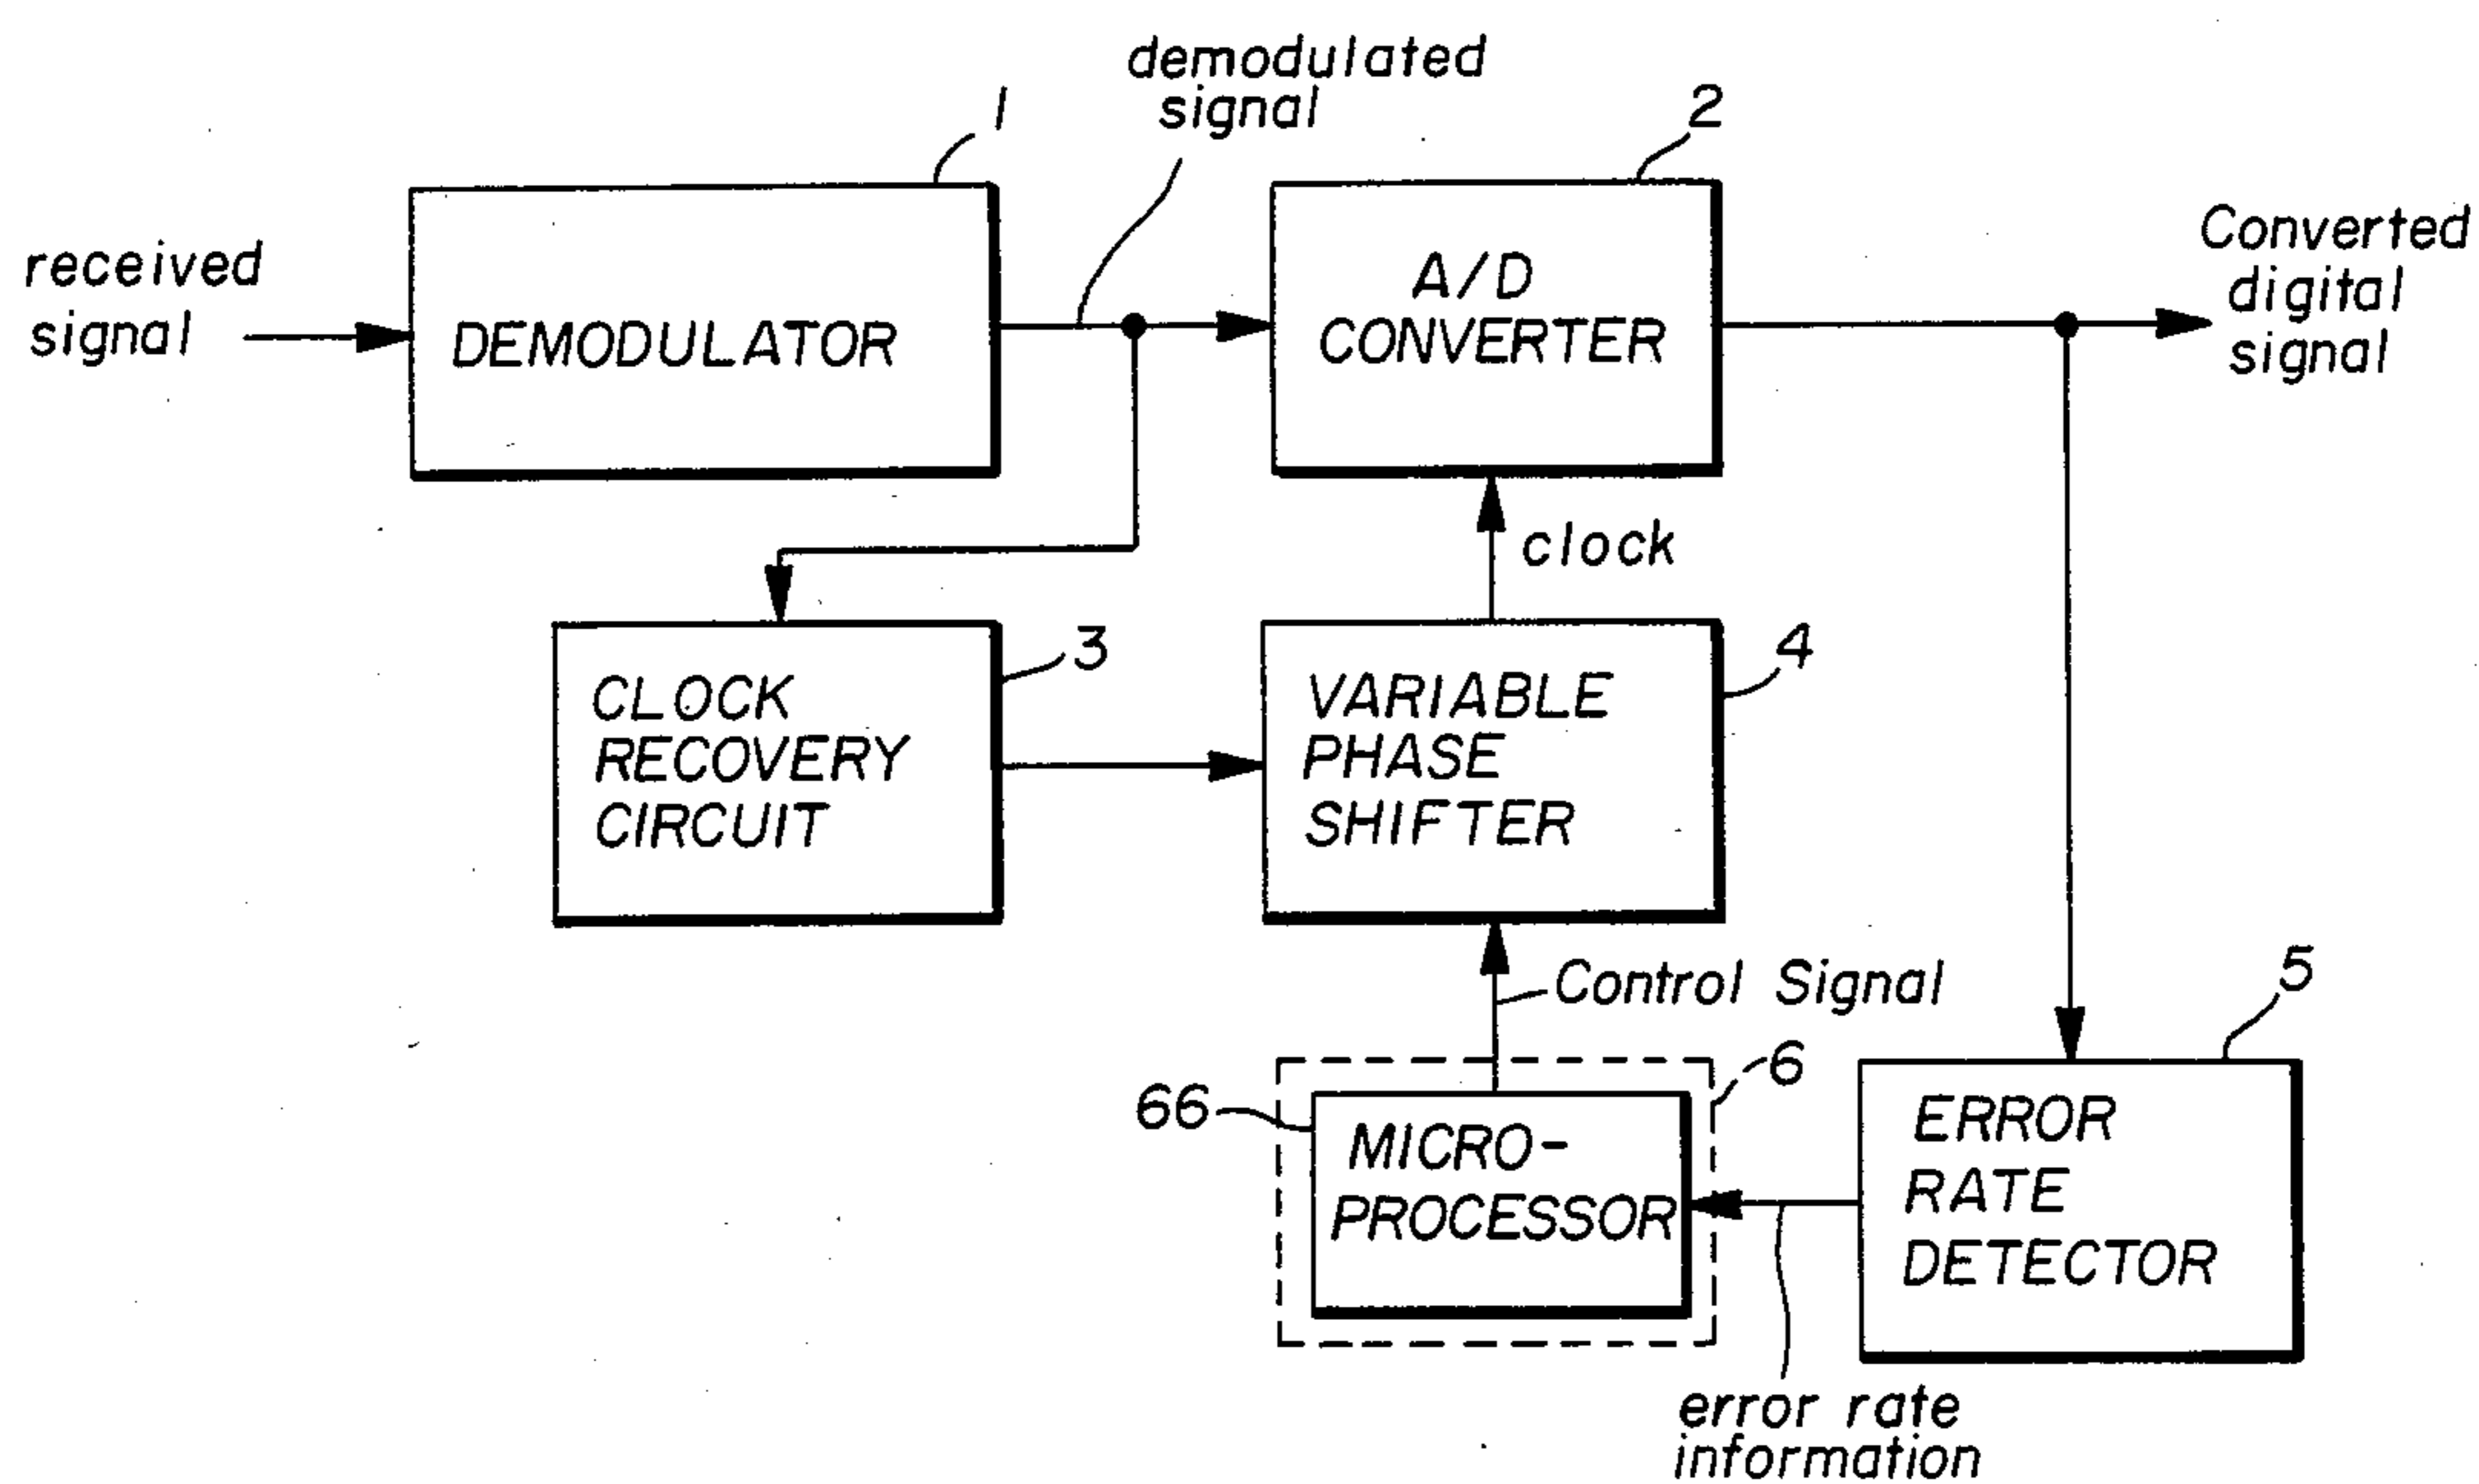 demodulated
signal
1
2
received
signal
DEMODULATOR
A/D
CONVERTER
Converted
digital
signal
clock
3
4
CLOCK
RECOVERY
CIRCUIT
VARIABLE
PHASE
SHIFTER
Control Signal
5
6
66
MICRO-
PROCESSOR
ERROR
RATE
DETECTOR
error rate
information